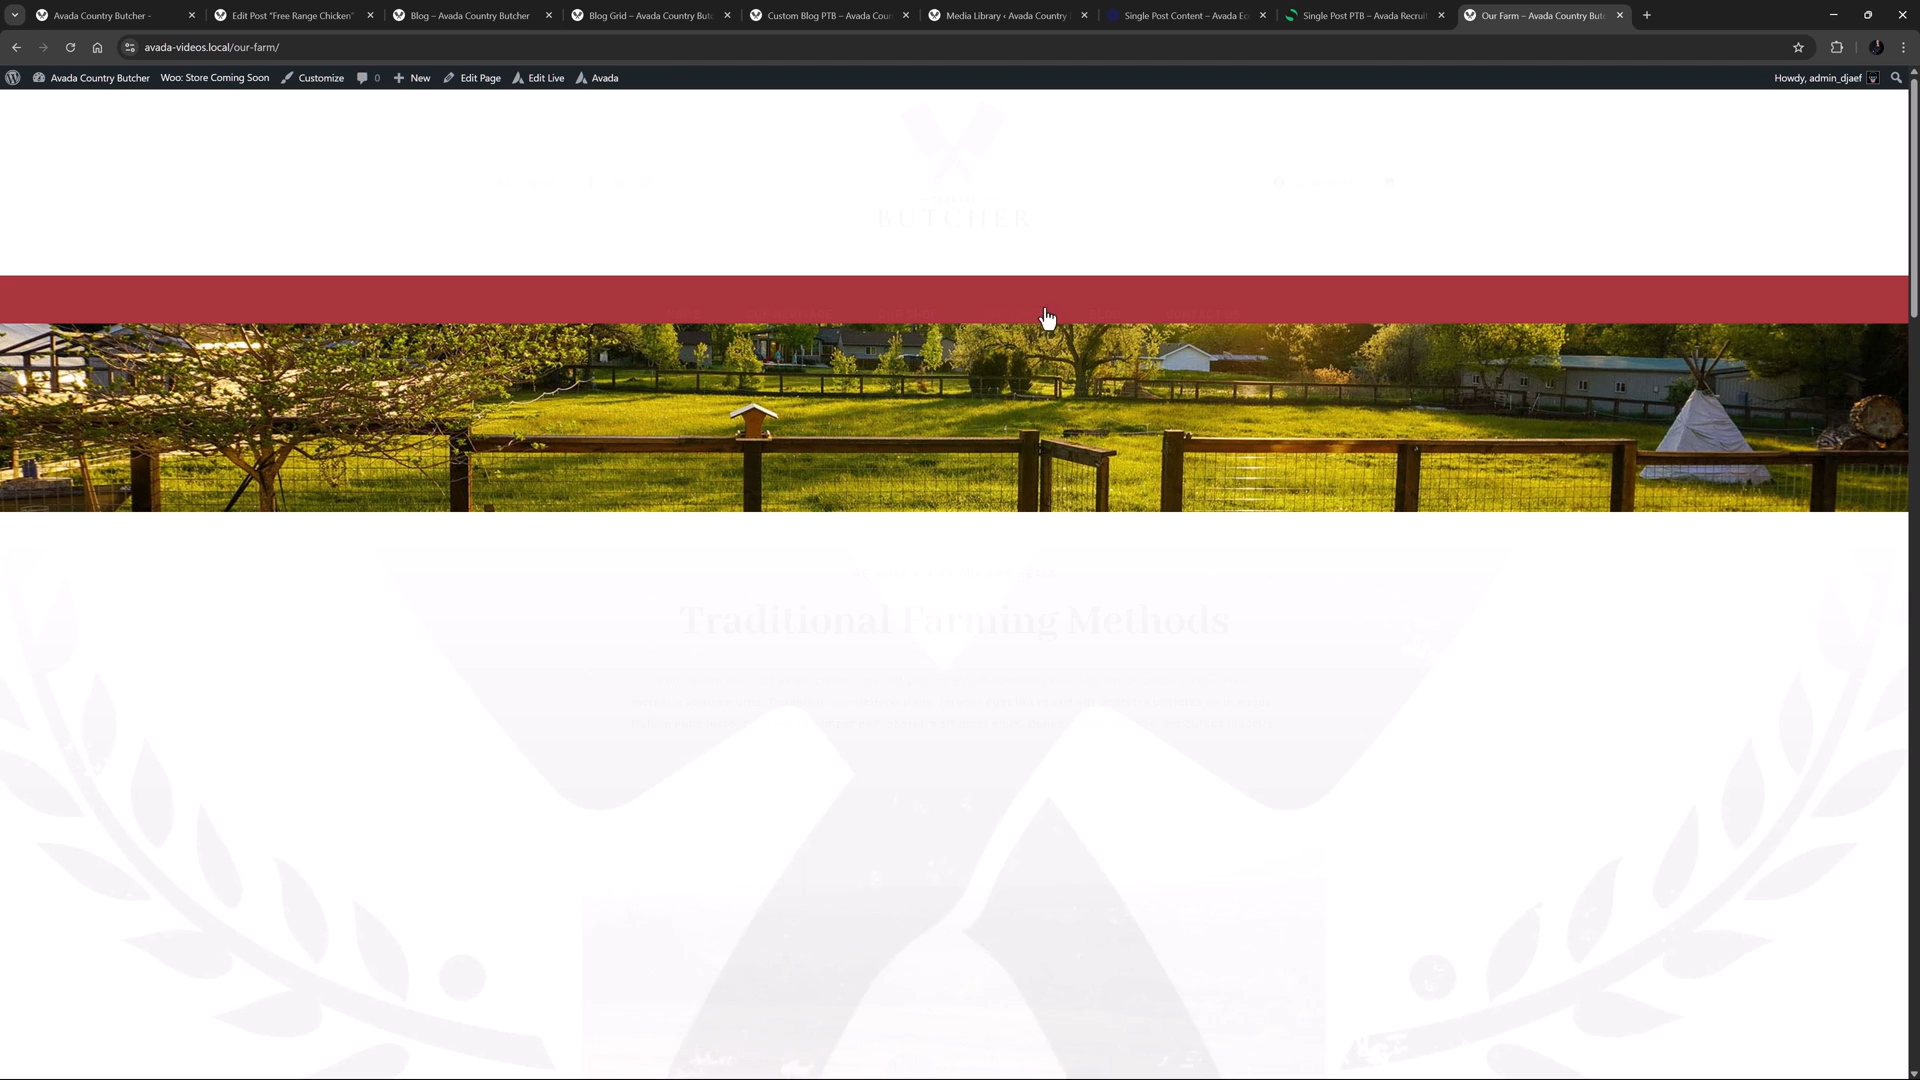 Avada Country Butcher -
Edit Post "Free Range Chicken"
Blog – Avada Country Butcher
Blog Grid – Avada Country Butc
Custom Blog PTB – Avada Coun
Media Library ‹ Avada Country
Single Post Content – Avada Ec
Single Post PTB – Avada Recruit
Our Farm – Avada Country Butc
avada-videos.local/our-farm/
Avada Country Butcher
Woo: Store Coming Soon
Customize
0
New
Edit Page
Edit Live
Avada
Howdy, admin_djaef
BUTCHER
Traditional Farming Methods